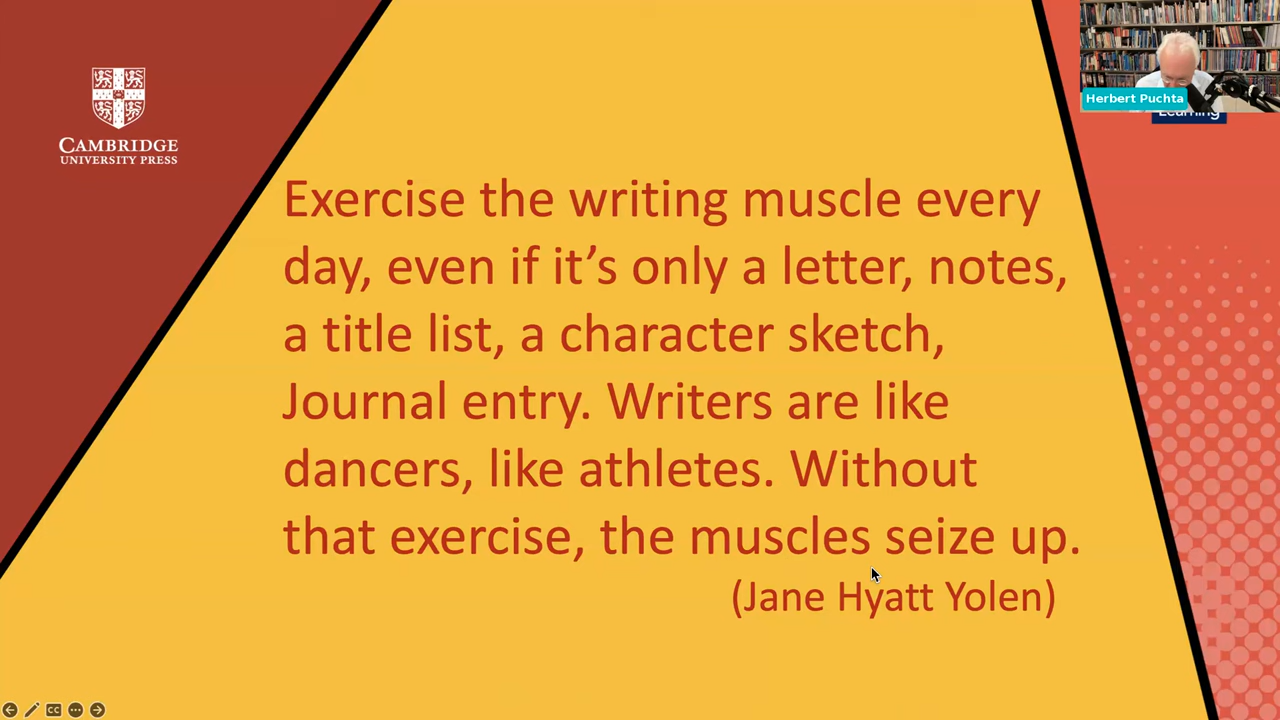 CAMBRIDGE
UNIVERSITY PRESS
Herbert Puchta
Learning
Exercise the writing muscle every
day, even if it’s only a letter, notes,
a title list, a character sketch,
Journal entry. Writers are like
dancers, like athletes. Without
that exercise, the muscles seize up.
(Jane Hyatt Yolen)
CC